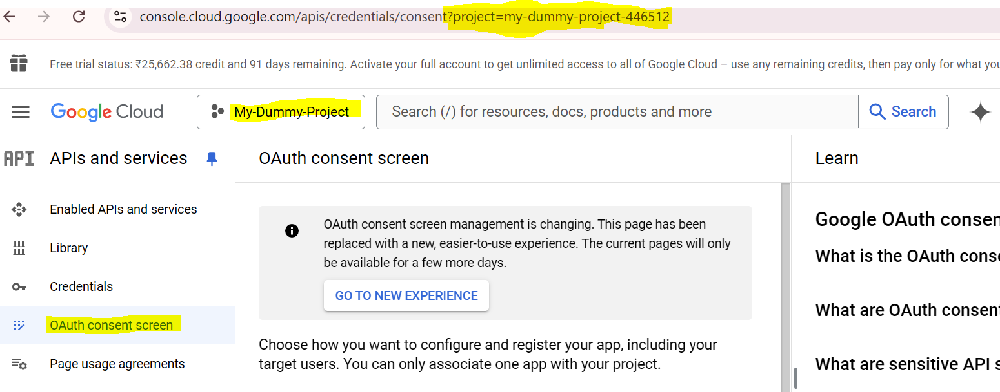 console.cloud.google.com/apis/credentials/consent?project=my-dummy-project-446512
Free trial status: ₹25,662.38 credit and 91 days remaining. Activate your full account to get unlimited access to all of Google Cloud – use any remaining credits, then pay only for what you
Google Cloud
My-Dummy-Project
Search (/) for resources, docs, products and more
Search
API
APIs and services
Enabled APIs and services
Library
Credentials
OAuth consent screen
Page usage agreements
OAuth consent screen
OAuth consent screen management is changing. This page has been
replaced with a new, easier-to-use experience. The current pages will only
be available for a few more days.
GO TO NEW EXPERIENCE
Choose how you want to configure and register your app, including your
target users. You can only associate one app with your project.
Learn
Google OAuth
What is the OAuth
What are OAuth consent
What are sensitive API